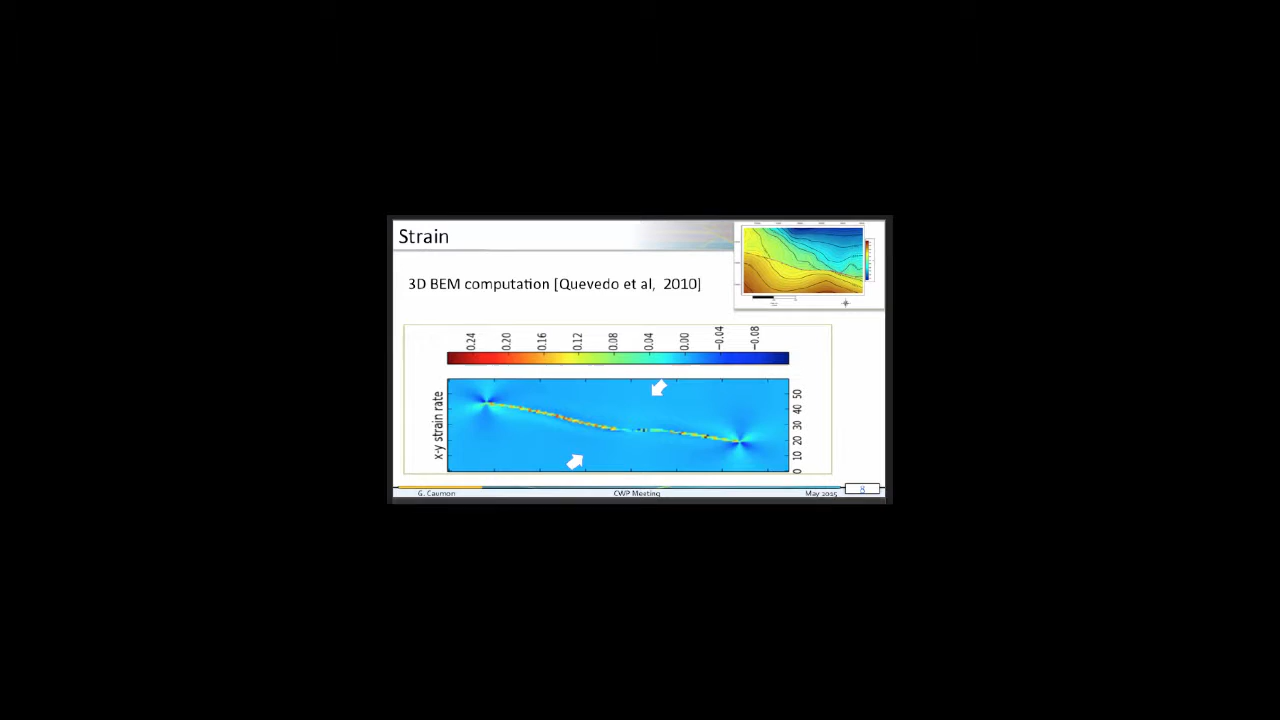 Strain
3D BEM computation [Quevedo et al, 2010]
0.24 0.20 0.16 0.12 0.08 0.04 0.00 −0.04 −0.08
x-y strain rate
50
40
30
20
10
0
G. Caumon CWP Meeting May 2015 8